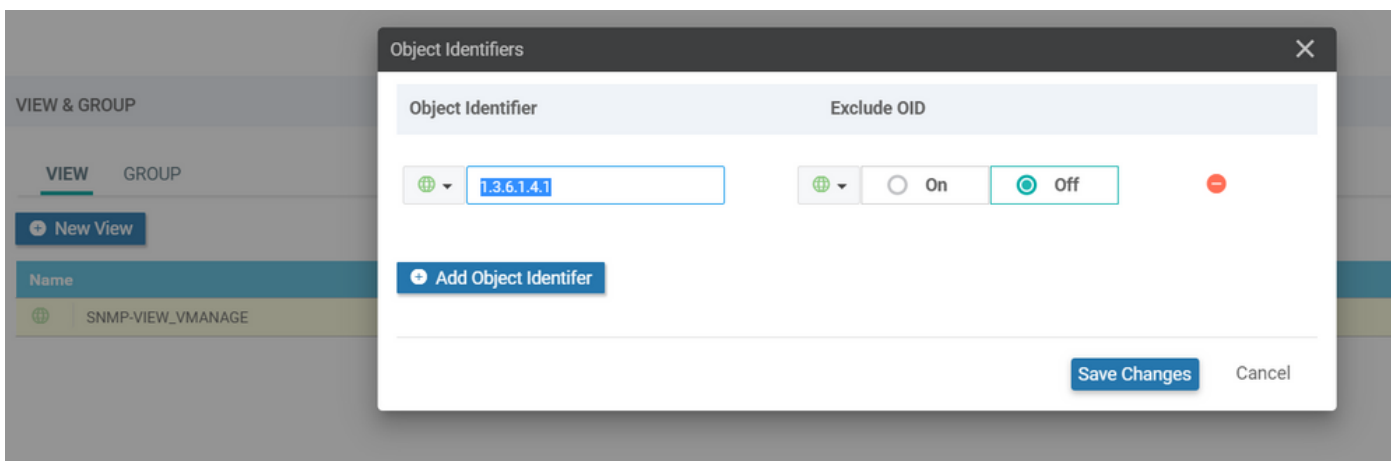 Object Identifiers
VIEW & GROUP
Object Identifier Exclude OID
VIEW GROUP
1.3.6.1.4.1 On Off
New View
Name
Add Object Identifer
SNMP-VIEW_VMANAGE
Save Changes Cancel